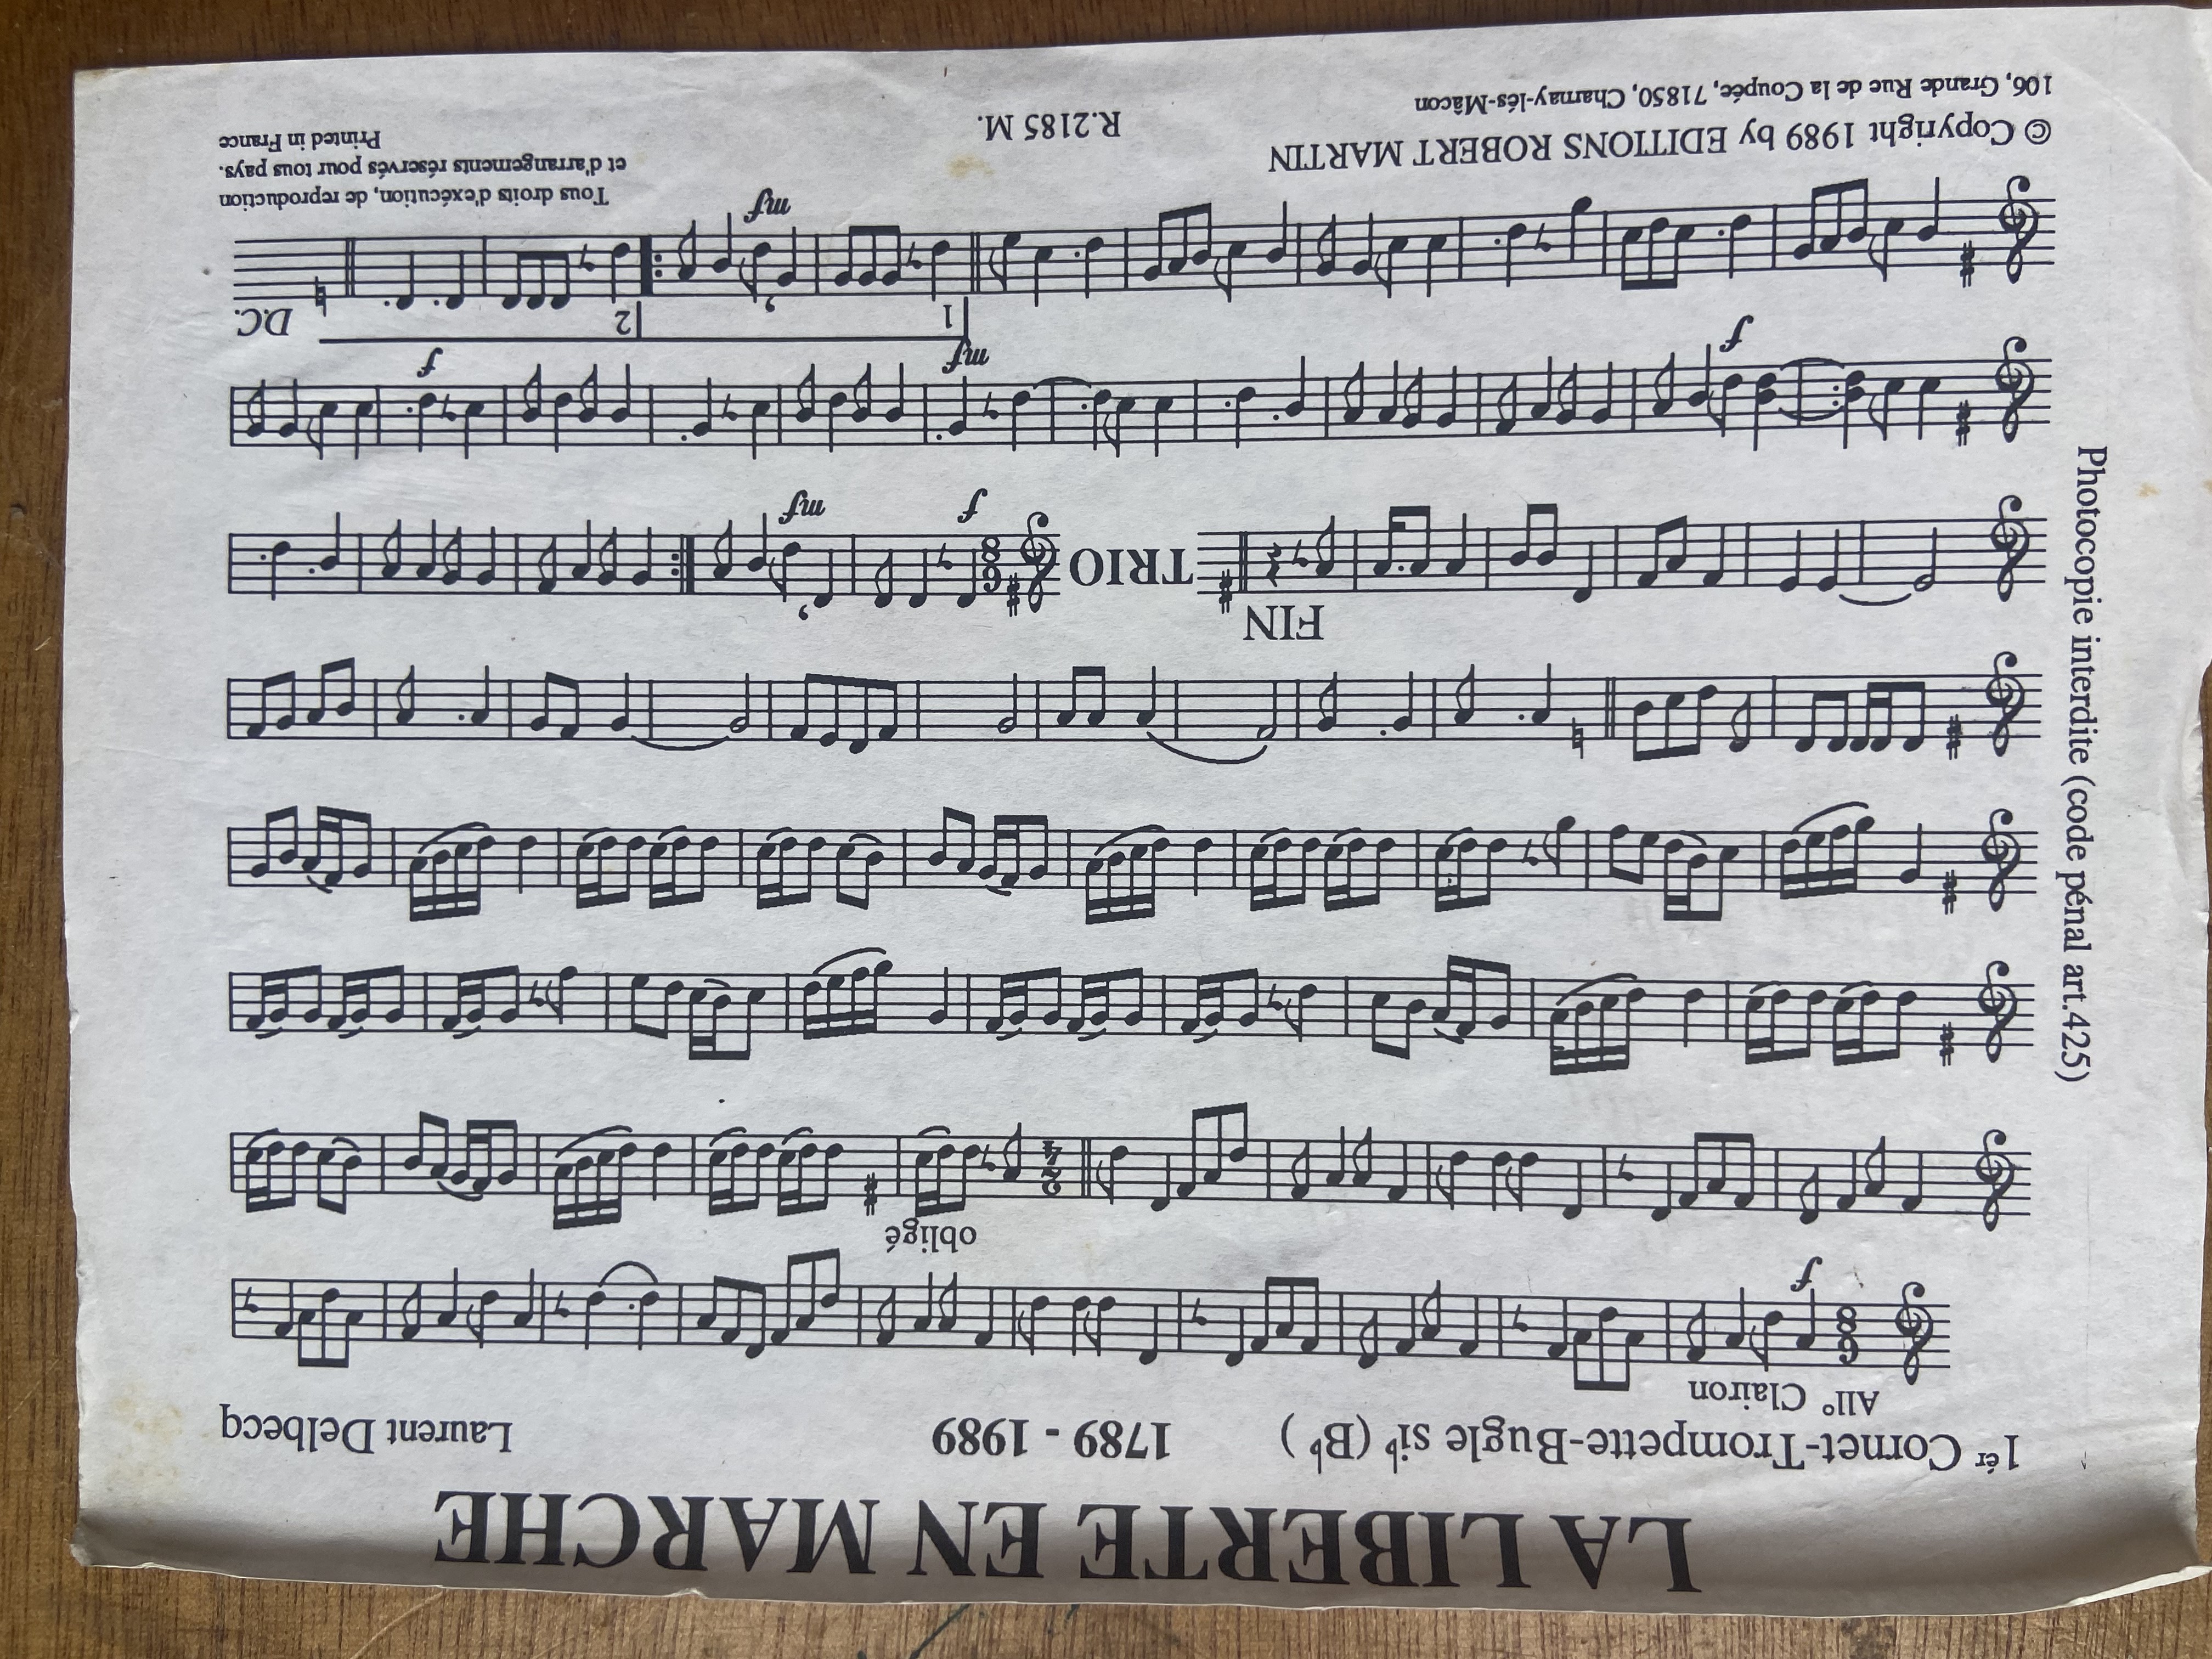 LA LIBERTE EN MARCHE
1ér Cornet-Trompette-Bugle si♭ (B♭)
1789 - 1989
Laurent Delbecq
All° Clairon
f
obligé
FIN
TRIO
f
mf
f
mf
f
1
2
D.C.
mf
© Copyright 1989 by EDITIONS ROBERT MARTIN
106, Grande Rue de la Coupée, 71850, Charnay-lés-Mâcon
R.2185 M.
Tous droits d'exécution, de reproduction
et d'arrangements réservés pour tous pays.
Printed in France
Photocopie interdite (code pénal art.425)